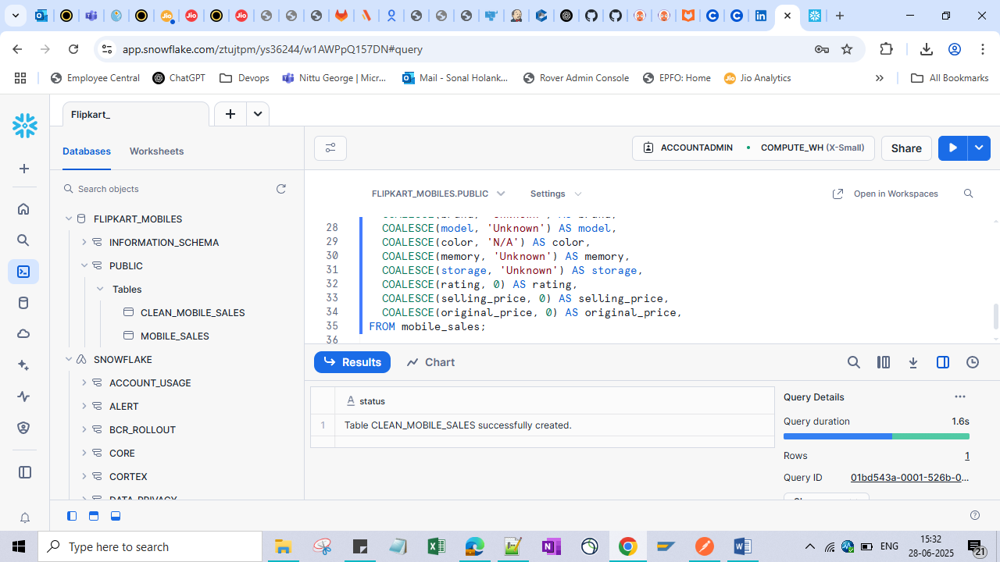 app.snowflake.com/ztujtpm/ys36244/w1AWPpQ157DN#query
Employee Central
ChatGPT
Devops
Nittu George | Micr...
Mail - Sonal Holank...
Rover Admin Console
EPFO: Home
Jio
Jio Analytics
All Bookmarks
Flipkart_
Databases
Worksheets
ACCOUNTADMIN
COMPUTE_WH (X-Small)
Share
Search objects
FLIPKART_MOBILES.PUBLIC
Settings
Open in Workspaces
FLIPKART_MOBILES
INFORMATION_SCHEMA
PUBLIC
Tables
CLEAN_MOBILE_SALES
MOBILE_SALES
SNOWFLAKE
ACCOUNT_USAGE
ALERT
BCR_ROLLOUT
CORE
CORTEX
DATA_PRIVACY
COALESCE(brand, 'Unknown') AS brand,
28 COALESCE(model, 'Unknown') AS model,
29 COALESCE(color, 'N/A') AS color,
30 COALESCE(memory, 'Unknown') AS memory,
31 COALESCE(storage, 'Unknown') AS storage,
32 COALESCE(rating, 0) AS rating,
33 COALESCE(selling_price, 0) AS selling_price,
34 COALESCE(original_price, 0) AS original_price,
35 FROM mobile_sales;
36
Results
Chart
A status
1 Table CLEAN_MOBILE_SALES successfully created.
Query Details
Query duration 1.6s
Rows 1
Query ID 01bd543a-0001-526b-0...
Type here to search
ENG
15:32
28-06-2025
21